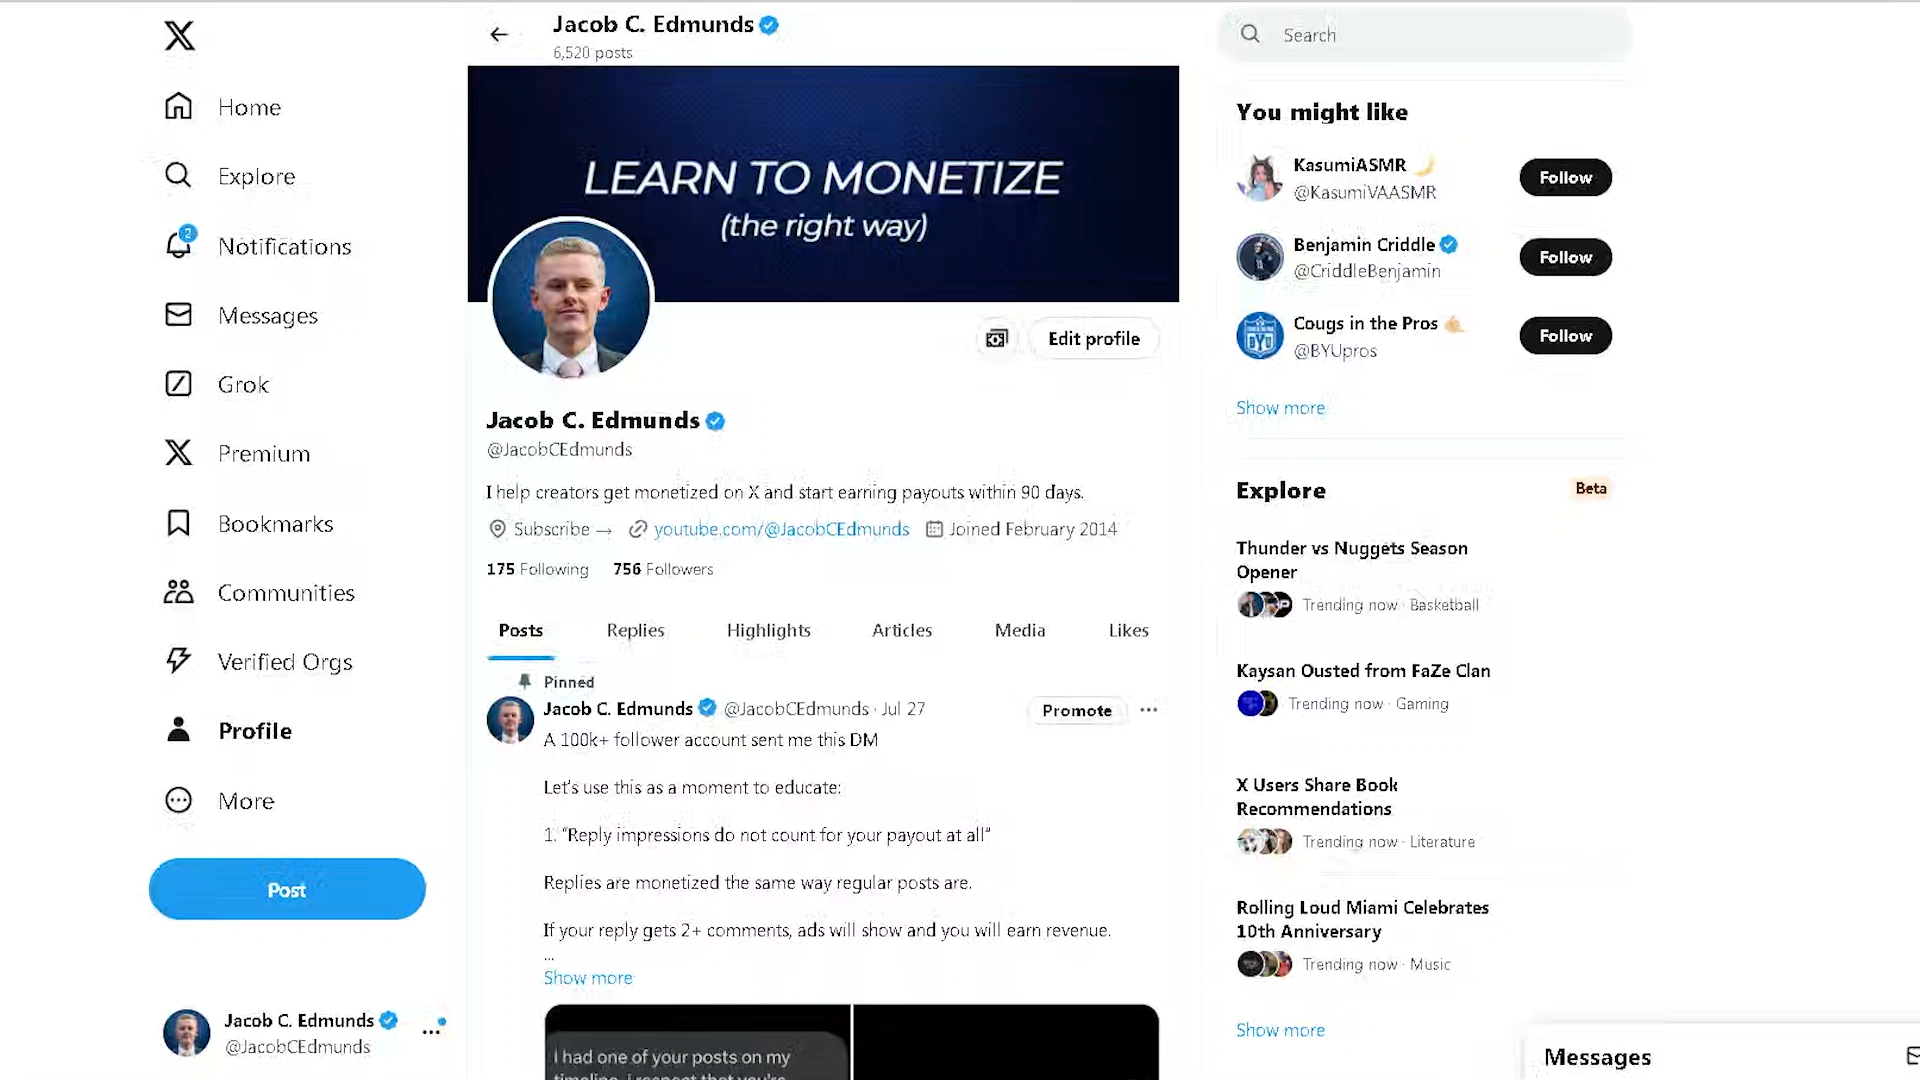 Home
Explore
2
Notifications
Messages
Grok
Premium
Bookmarks
Communities
Verified Orgs
Profile
More
Post
Jacob C. Edmunds
@JacobCEdmunds
Jacob C. Edmunds
6,520 posts
LEARN TO MONETIZE
(the right way)
Edit profile
Jacob C. Edmunds
@JacobCEdmunds
I help creators get monetized on X and start earning payouts within 90 days.
Subscribe → youtube.com/@JacobCEdmunds Joined February 2014
175 Following 756 Followers
Posts Replies Highlights Articles Media Likes
Pinned
Jacob C. Edmunds @JacobCEdmunds · Jul 27
Promote
A 100k+ follower account sent me this DM
Let's use this as a moment to educate:
1. “Reply impressions do not count for your payout at all”
Replies are monetized the same way regular posts are.
If your reply gets 2+ comments, ads will show and you will earn revenue.
...
Show more
I had one of your posts on my
timeline, i respect that you're
Search
You might like
KasumiASMR
@KasumiVAASMR
Follow
Benjamin Criddle
@CriddleBenjamin
Follow
Cougs in the Pros
@BYUpros
Follow
Show more
Explore
Beta
Thunder vs Nuggets Season
Opener
Trending now · Basketball
Kaysan Ousted from FaZe Clan
Trending now · Gaming
X Users Share Book
Recommendations
Trending now · Literature
Rolling Loud Miami Celebrates
10th Anniversary
Trending now · Music
Show more
Messages